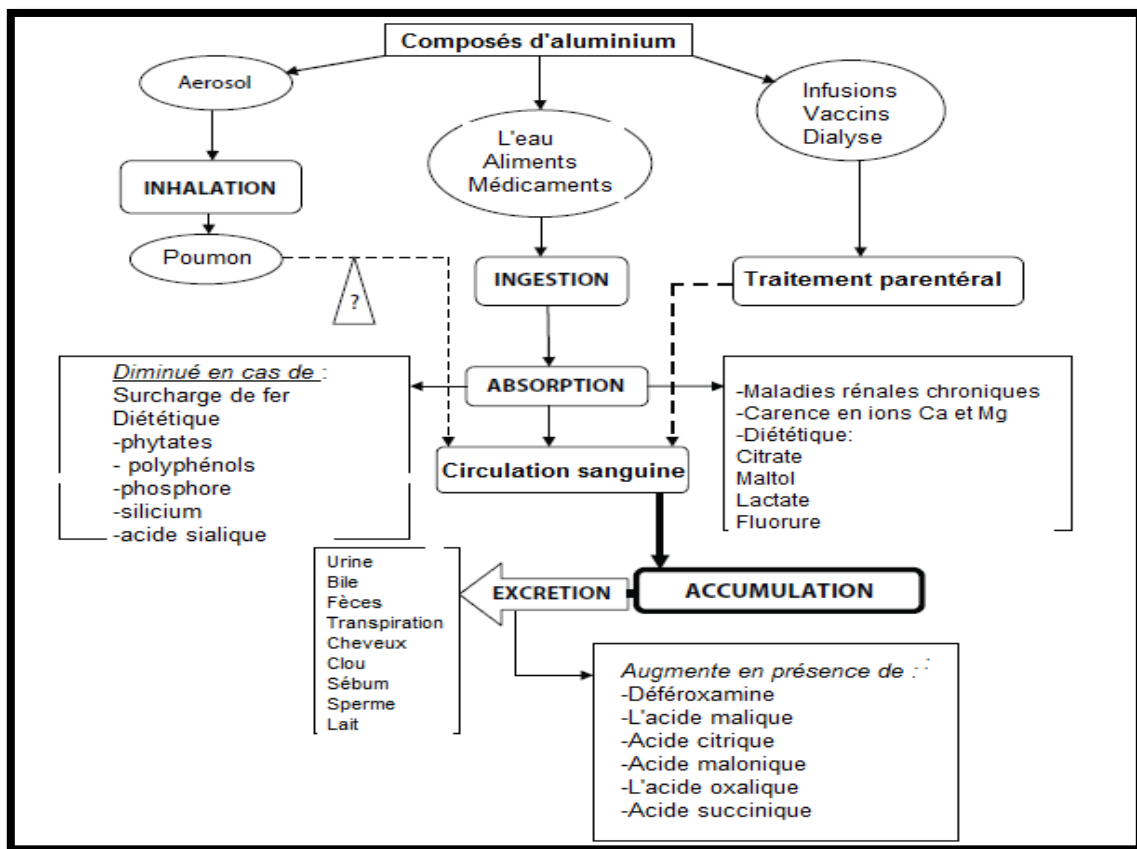 Composés d'aluminium
Aerosol
L'eau
Aliments
Médicaments
Infusions
Vaccins
Dialyse
INHALATION
Poumon
?
INGESTION
Traitement parentéral
Diminué en cas de :
Surcharge de fer
Diététique
-phytates
- polyphénols
-phosphore
-silicium
-acide sialique
ABSORPTION
-Maladies rénales chroniques
-Carence en ions Ca et Mg
-Diététique:
Citrate
Maltol
Lactate
Fluorure
Circulation sanguine
Urine
Bile
Fèces
Transpiration
Cheveux
Clou
Sébum
Sperme
Lait
EXCRETION
ACCUMULATION
Augmente en présence de :
-Déféroxamine
-L'acide malique
-Acide citrique
-Acide malonique
-L'acide oxalique
-Acide succinique